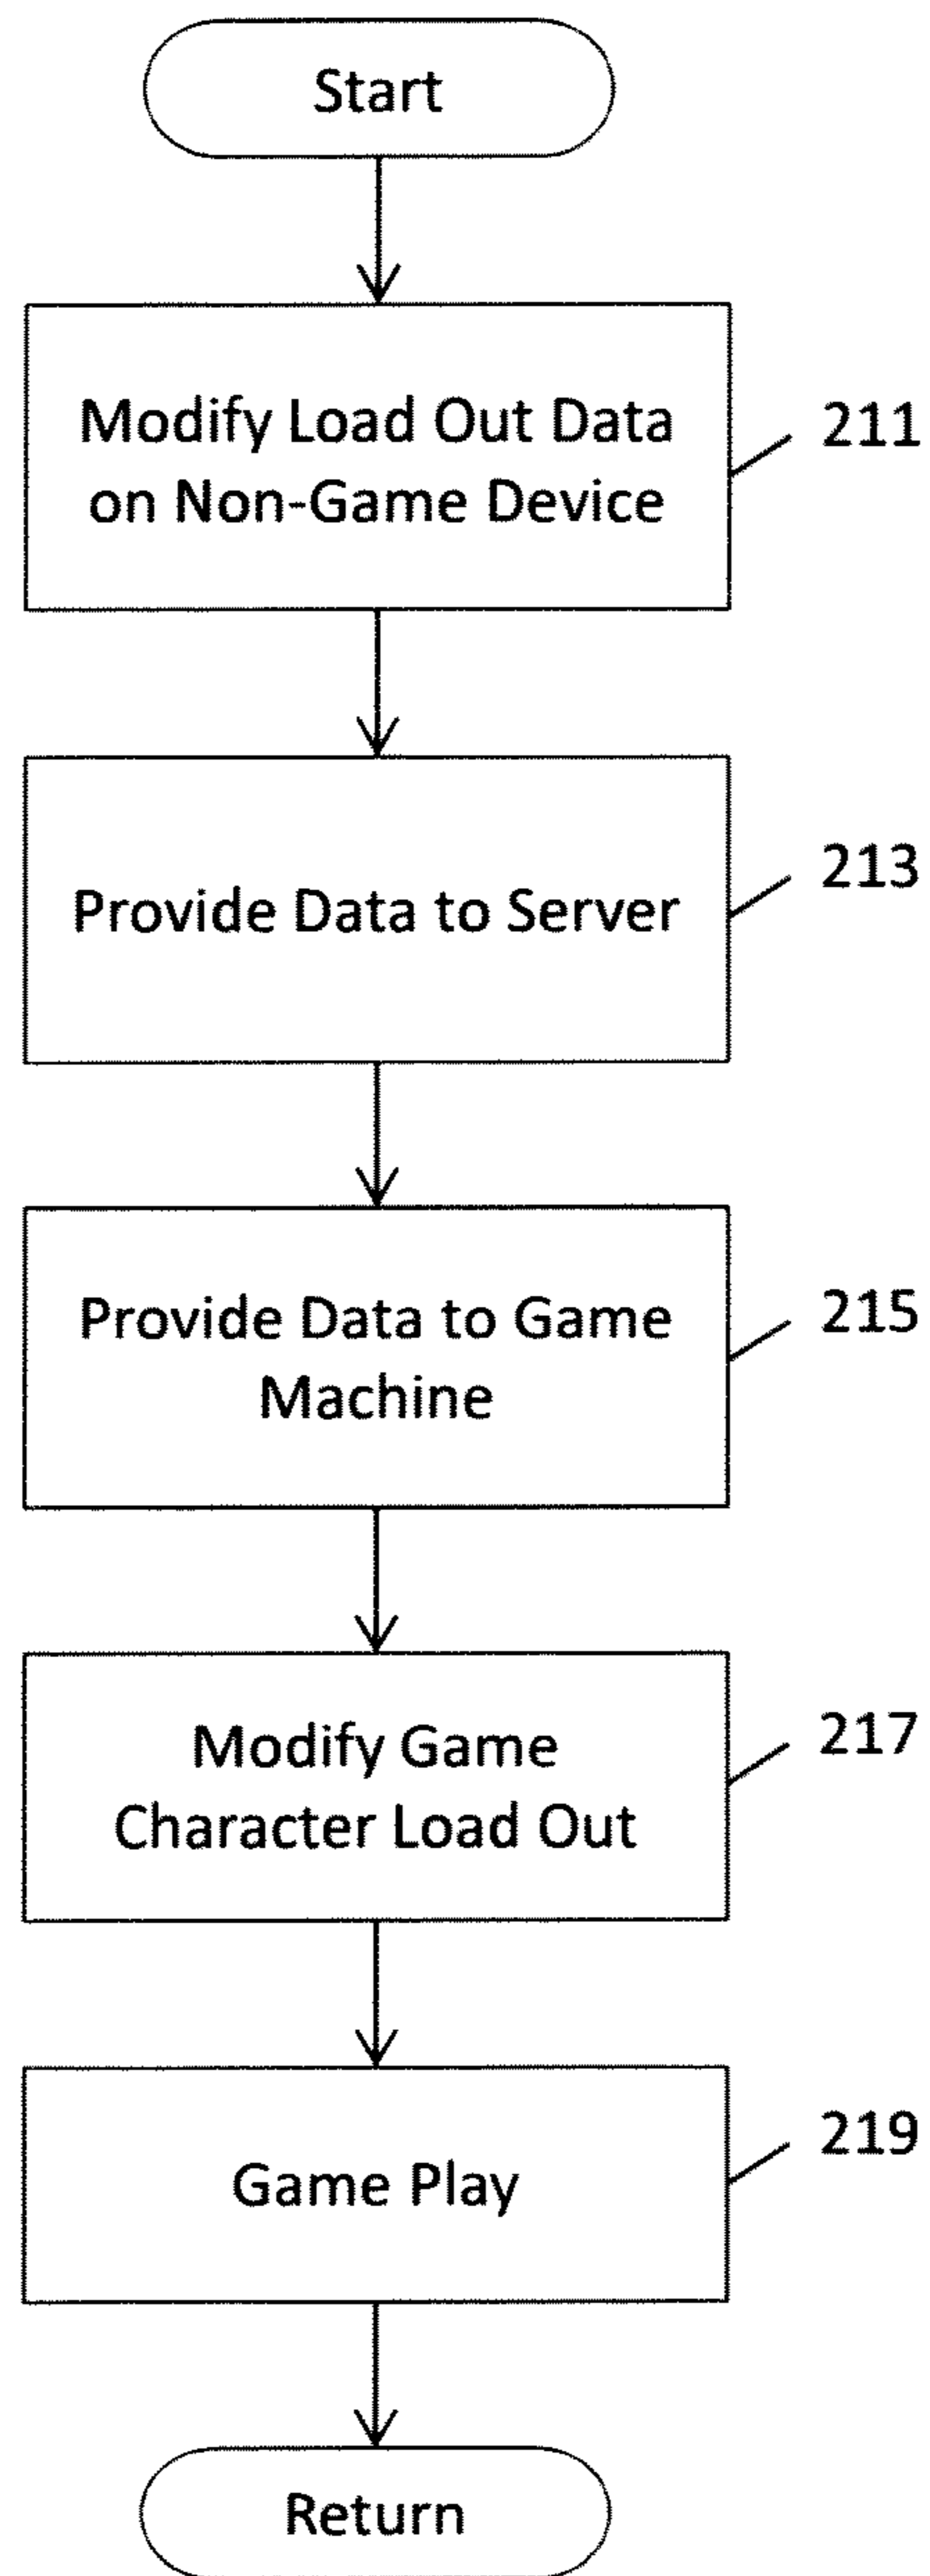 Start
Modify Load Out Data
on Non-Game Device
211
Provide Data to Server
213
Provide Data to Game
Machine
215
Modify Game
Character Load Out
217
Game Play
219
Return